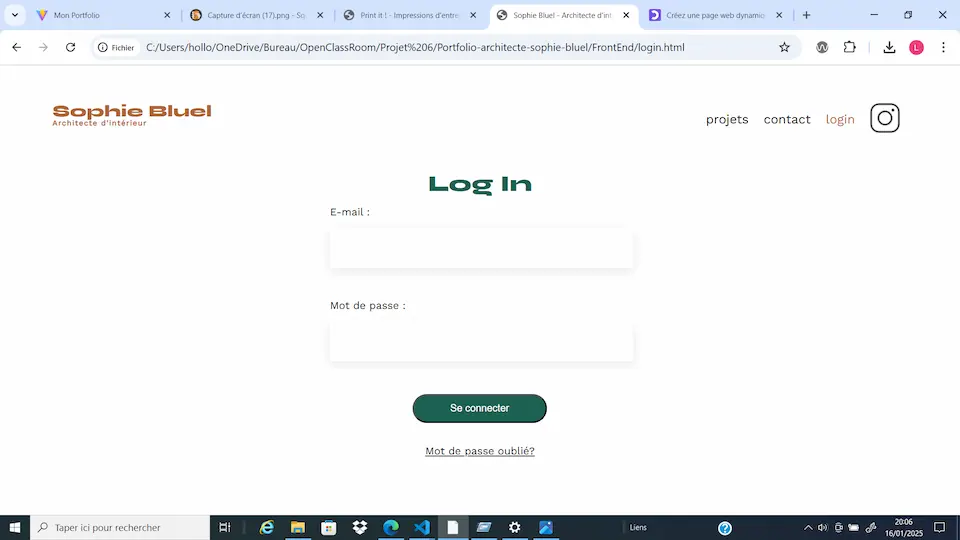 Mon Portfolio
Capture d'écran (17).png - So
Print it ! - Impressions d'entre
Sophie Bluel - Architecte d'int
Créez une page web dynamiq
Fichier
C:/Users/hollo/OneDrive/Bureau/OpenClassRoom/Projet%206/Portfolio-architecte-sophie-bluel/FrontEnd/login.html
L
Sophie Bluel
Architecte d'intérieur
projets
contact
login
Log In
E-mail :
Mot de passe :
Se connecter
Mot de passe oublié?
Taper ici pour rechercher
Liens
20:06
16/01/2025